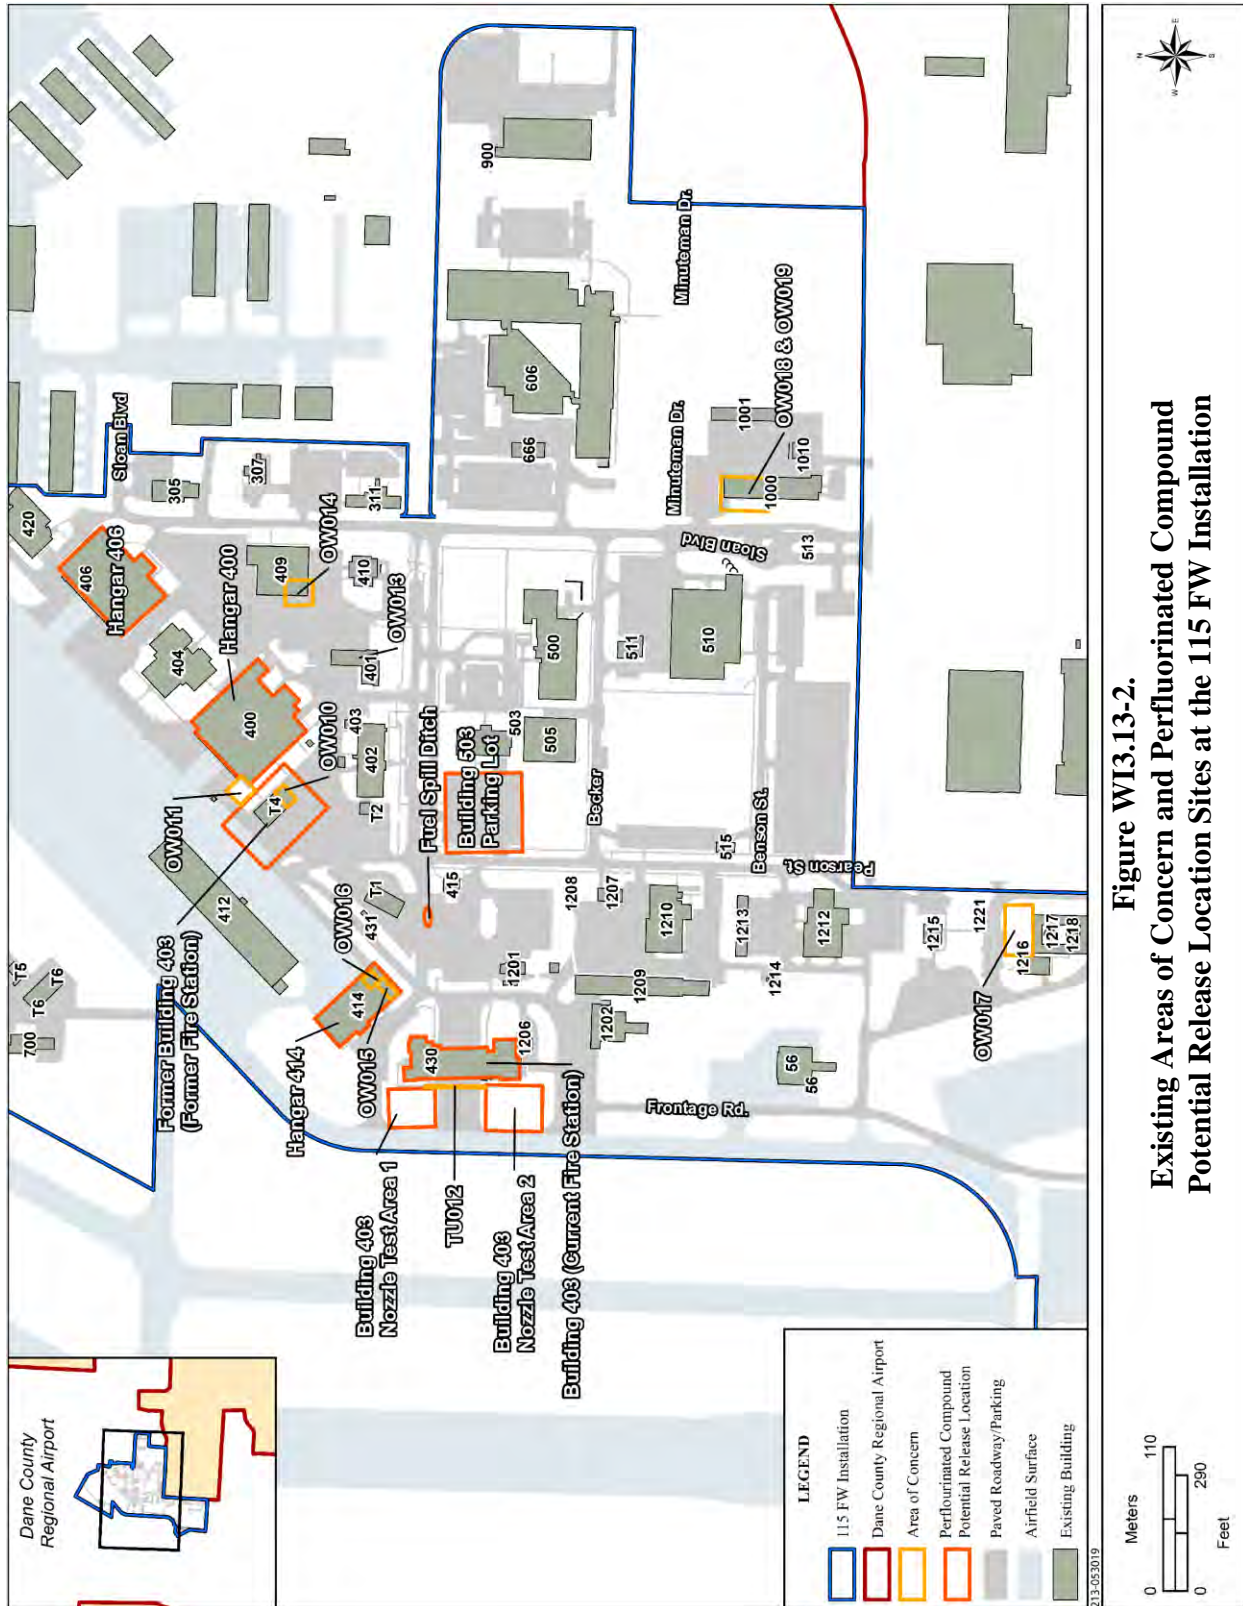 Dane County
Regional Airport
420
406
Hangar 406
Sloan Blvd
305
307
311
404
Hangar 400
400
409
OW014
410
OW013
401
OW010
403
402
T2
OW011
T4
412
Former Building 403
(Former Fire Station)
T5
T6
T6
700
Fuel Spill Ditch
Building 503
Parking Lot
503
505
500
415
T1
431
OW016
414
Hangar 414
OW015
430
1206
1201
Building 403
Nozzle Test Area 1
TU012
Building 403
Nozzle Test Area 2
Building 403 (Current Fire Station)
900
606
666
Minuteman Dr.
Minuteman Dr.
OW018 & OW019
1001
1010
1000
Sloan Blvd
513
510
511
Becker
Benson St.
515
Pearson St.
1208
1207
1210
1213
1212
1209
1214
1202
56
56
Frontage Rd.
1215
1221
OW017
1216
1217
1218
LEGEND
115 FW Installation
Dane County Regional Airport
Area of Concern
Perflourinated Compound
Potential Release Location
Paved Roadway/Parking
Airfield Surface
Existing Building
213-053019
Meters
0 110
0 290
Feet
N
E
S
W
Figure WI3.13-2.
Existing Areas of Concern and Perfluorinated Compound
Potential Release Location Sites at the 115 FW Installation